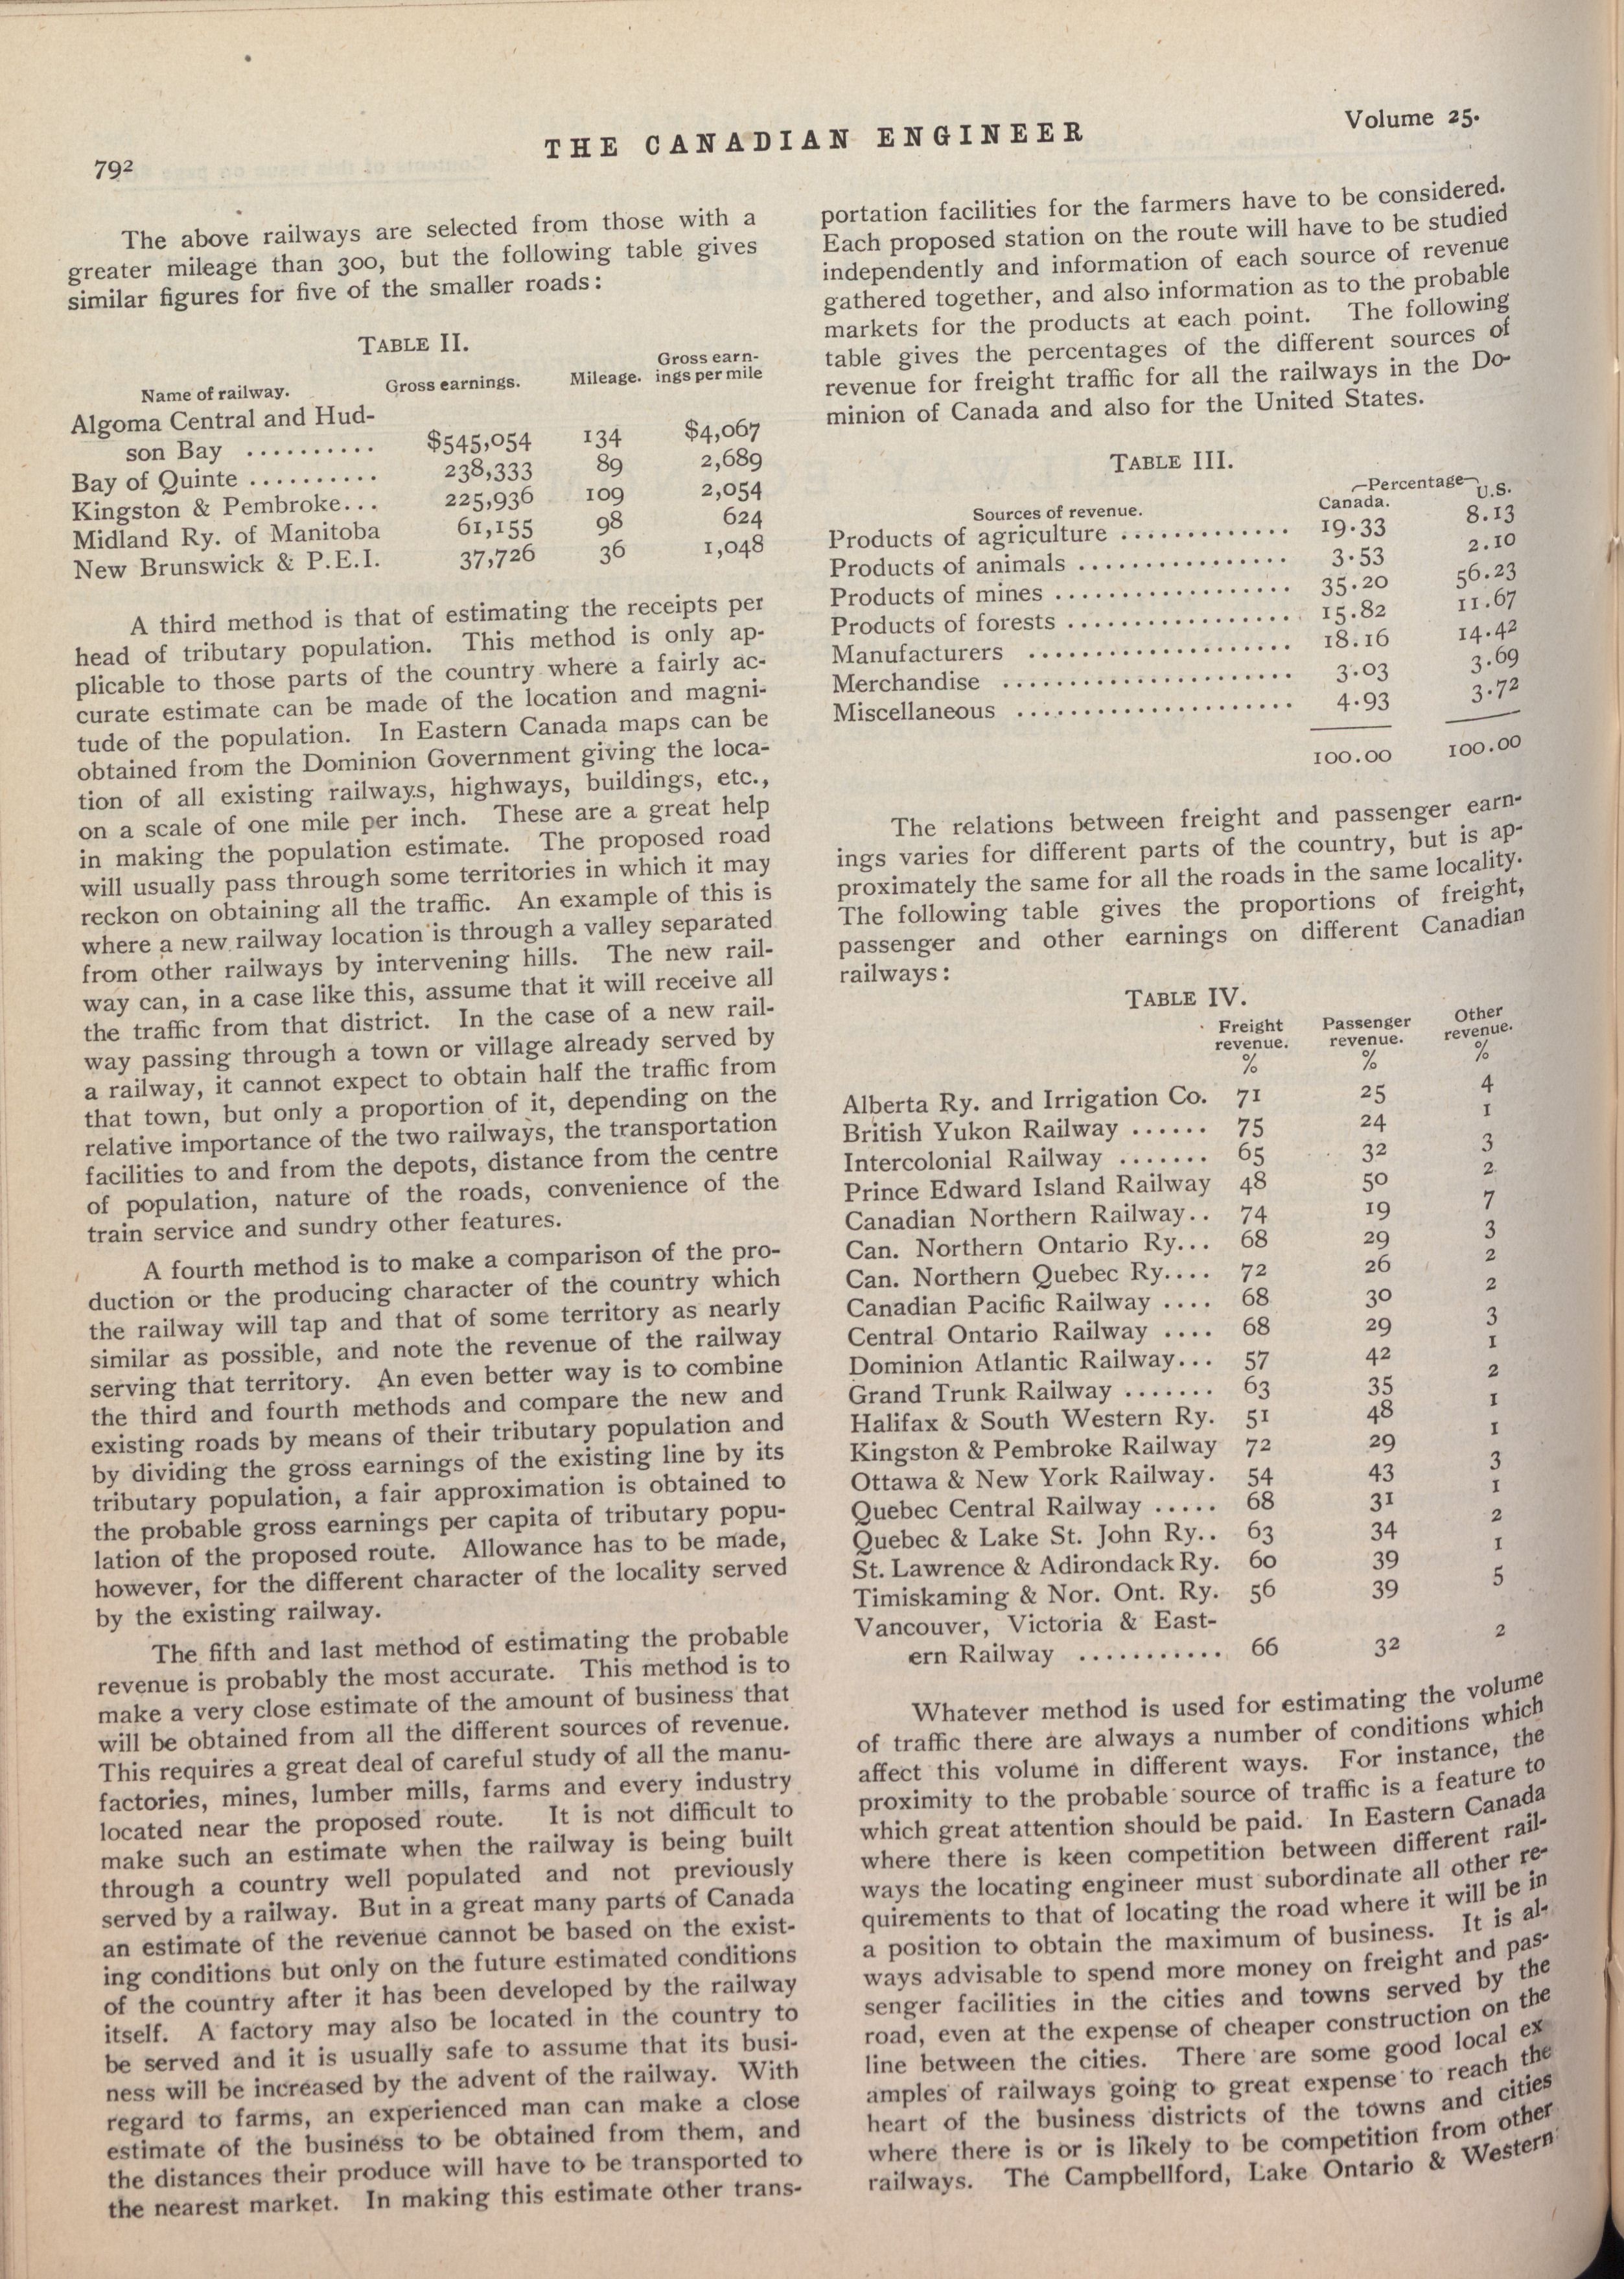 792
THE CANADIAN ENGINEER
Volume 25.
The above railways are selected from those with a
greater mileage than 300, but the following table gives
similar figures for five of the smaller roads:
TABLE II.
Name of railway. Gross earnings. Mileage. Gross earn-
ings per mile
Algoma Central and Hud-
son Bay .......... $545,054 134 $4,067
Bay of Quinte .......... 238,333 89 2,689
Kingston & Pembroke... 225,936 109 2,054
Midland Ry. of Manitoba 61,155 98 624
New Brunswick & P.E.I. 37,726 36 1,048
A third method is that of estimating the receipts per
head of tributary population. This method is only ap-
plicable to those parts of the country where a fairly ac-
curate estimate can be made of the location and magni-
tude of the population. In Eastern Canada maps can be
obtained from the Dominion Government giving the loca-
tion of all existing railways, highways, buildings, etc.,
on a scale of one mile per inch. These are a great help
in making the population estimate. The proposed road
will usually pass through some territories in which it may
reckon on obtaining all the traffic. An example of this is
where a new railway location is through a valley separated
from other railways by intervening hills. The new rail-
way can, in a case like this, assume that it will receive all
the traffic from that district. In the case of a new rail-
way passing through a town or village already served by
a railway, it cannot expect to obtain half the traffic from
that town, but only a proportion of it, depending on the
relative importance of the two railways, the transportation
facilities to and from the depots, distance from the centre
of population, nature of the roads, convenience of the
train service and sundry other features.
A fourth method is to make a comparison of the pro-
duction or the producing character of the country which
the railway will tap and that of some territory as nearly
similar as possible, and note the revenue of the railway
serving that territory. An even better way is to combine
the third and fourth methods and compare the new and
existing roads by means of their tributary population and
by dividing the gross earnings of the existing line by its
tributary population, a fair approximation is obtained to
the probable gross earnings per capita of tributary popu-
lation of the proposed route. Allowance has to be made,
however, for the different character of the locality served
by the existing railway.
The fifth and last method of estimating the probable
revenue is probably the most accurate. This method is to
make a very close estimate of the amount of business that
will be obtained from all the different sources of revenue.
This requires a great deal of careful study of all the manu-
factories, mines, lumber mills, farms and every industry
located near the proposed route. It is not difficult to
make such an estimate when the railway is being built
through a country well populated and not previously
served by a railway. But in a great many parts of Canada
an estimate of the revenue cannot be based on the exist-
ing conditions but only on the future estimated conditions
of the country after it has been developed by the railway
itself. A factory may also be located in the country to
be served and it is usually safe to assume that its busi-
ness will be increased by the advent of the railway. With
regard to farms, an experienced man can make a close
estimate of the business to be obtained from them, and
the distances their produce will have to be transported to
the nearest market. In making this estimate other trans-
portation facilities for the farmers have to be considered.
Each proposed station on the route will have to be studied
independently and information of each source of revenue
gathered together, and also information as to the probable
markets for the products at each point. The following
table gives the percentages of the different sources of
revenue for freight traffic for all the railways in the Do-
minion of Canada and also for the United States.
TABLE III.
Percentage
Sources of revenue. Canada. U.S.
Products of agriculture ............. 19.33 8.13
Products of animals ................ 3.53 2.10
Products of mines .................. 35.20 56.23
Products of forests ................. 15.82 11.67
Manufacturers .................... 18.16 14.42
Merchandise ...................... 3.03 3.69
Miscellaneous ..................... 4.93 3.72
100.00 100.00
The relations between freight and passenger earn-
ings varies for different parts of the country, but is ap-
proximately the same for all the roads in the same locality.
The following table gives the proportions of freight,
passenger and other earnings on different Canadian
railways:
TABLE IV.
Freight Passenger Other
revenue. revenue. revenue.
% % %
Alberta Ry. and Irrigation Co. 71 25 4
British Yukon Railway ...... 75 24 1
Intercolonial Railway ....... 65 32 3
Prince Edward Island Railway 48 50 2
Canadian Northern Railway.. 74 19 7
Can. Northern Ontario Ry... 68 29 3
Can. Northern Quebec Ry.... 72 26 2
Canadian Pacific Railway .... 68 30 2
Central Ontario Railway .... 68 29 3
Dominion Atlantic Railway... 57 42 1
Grand Trunk Railway ....... 63 35 2
Halifax & South Western Ry. 51 48 1
Kingston & Pembroke Railway 72 29 1
Ottawa & New York Railway. 54 43 3
Quebec Central Railway ..... 68 31 1
Quebec & Lake St. John Ry.. 63 34 2
St. Lawrence & Adirondack Ry. 60 39 1
Timiskaming & Nor. Ont. Ry. 56 39 5
Vancouver, Victoria & East-
ern Railway ........... 66 32 2
Whatever method is used for estimating the volume
of traffic there are always a number of conditions which
affect this volume in different ways. For instance, the
proximity to the probable source of traffic is a feature to
which great attention should be paid. In Eastern Canada
where there is keen competition between different rail-
ways the locating engineer must subordinate all other re-
quirements to that of locating the road where it will be in
a position to obtain the maximum of business. It is al-
ways advisable to spend more money on freight and pas-
senger facilities in the cities and towns served by the
road, even at the expense of cheaper construction on the
line between the cities. There are some good local ex
amples of railways going to great expense to reach the
heart of the business districts of the towns and cities
where there is or is likely to be competition from other
railways. The Campbellford, Lake Ontario & Western